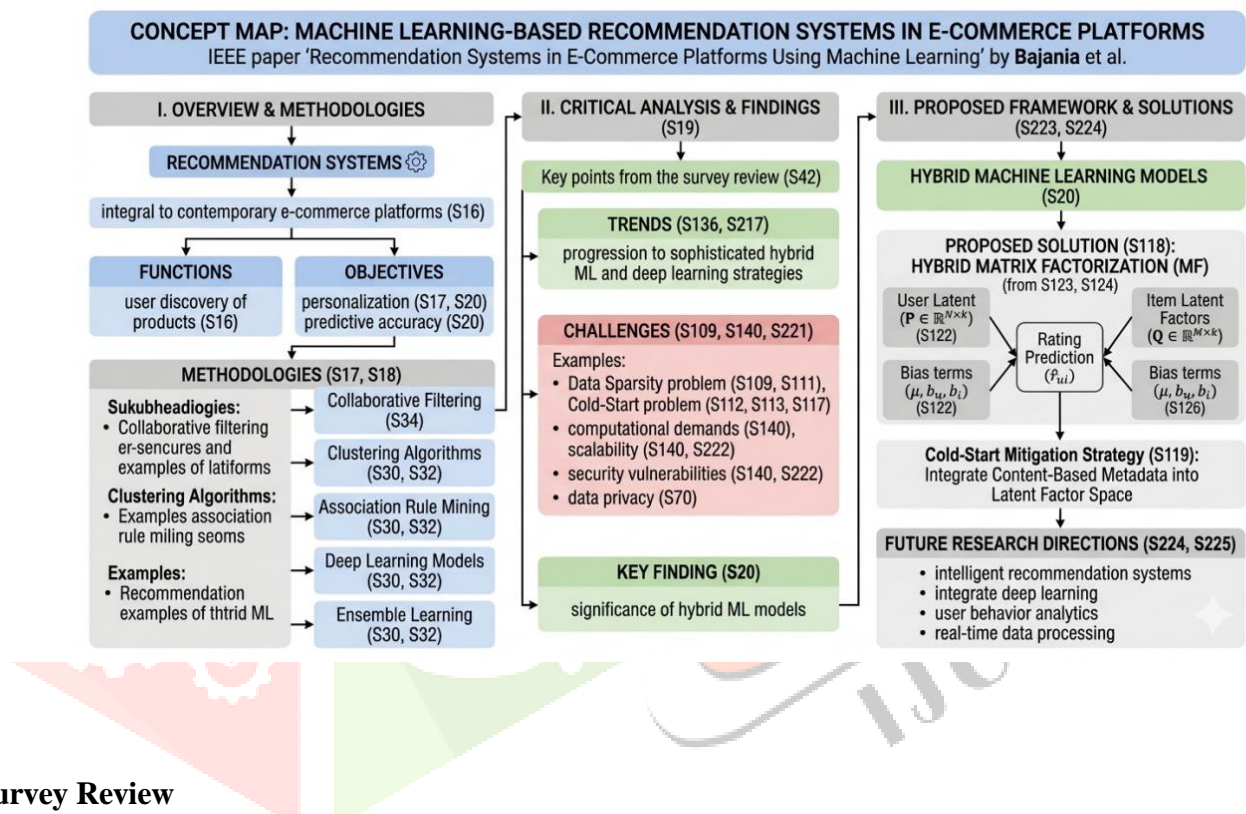 CONCEPT MAP: MACHINE LEARNING-BASED RECOMMENDATION SYSTEMS IN E-COMMERCE PLATFORMS
IEEE paper ‘Recommendation Systems in E-Commerce Platforms Using Machine Learning’ by Bajania et al.
I. OVERVIEW & METHODOLOGIES
RECOMMENDATION SYSTEMS
integral to contemporary e-commerce platforms (S16)
FUNCTIONS
user discovery of
products (S16)
OBJECTIVES
personalization (S17, S20)
predictive accuracy (S20)
METHODOLOGIES (S17, S18)
Sukubheadiogies:
• Collaborative filtering
er-sencures and
examples of latiforms
Clustering Algorithms:
• Examples association
rule miling seoms
Examples:
• Recommendation
examples of thtrid ML
Collaborative Filtering
(S34)
Clustering Algorithms
(S30, S32)
Association Rule Mining
(S30, S32)
Deep Learning Models
(S30, S32)
Ensemble Learning
(S30, S32)
II. CRITICAL ANALYSIS & FINDINGS
(S19)
Key points from the survey review (S42)
TRENDS (S136, S217)
progression to sophisticated hybrid
ML and deep learning strategies
CHALLENGES (S109, S140, S221)
Examples:
• Data Sparsity problem (S109, S111),
Cold-Start problem (S112, S113, S117)
• computational demands (S140),
scalability (S140, S222)
• security vulnerabilities (S140, S222)
• data privacy (S70)
KEY FINDING (S20)
significance of hybrid ML models
III. PROPOSED FRAMEWORK & SOLUTIONS
(S223, S224)
HYBRID MACHINE LEARNING MODELS
(S20)
PROPOSED SOLUTION (S118):
HYBRID MATRIX FACTORIZATION (MF)
(from S123, S124)
User Latent
(P ∈ ℝᴺˣᵏ)
(S122)
Bias terms
(μ, bᵤ, bᵢ)
(S122)
Rating
Prediction
(r̂ᵤᵢ)
Item Latent
Factors
(Q ∈ ℝᴹˣᵏ)
Bias terms
(μ, bᵤ, bᵢ)
(S126)
Cold-Start Mitigation Strategy (S119):
Integrate Content-Based Metadata into
Latent Factor Space
FUTURE RESEARCH DIRECTIONS (S224, S225)
• intelligent recommendation systems
• integrate deep learning
• user behavior analytics
• real-time data processing
urvey Review